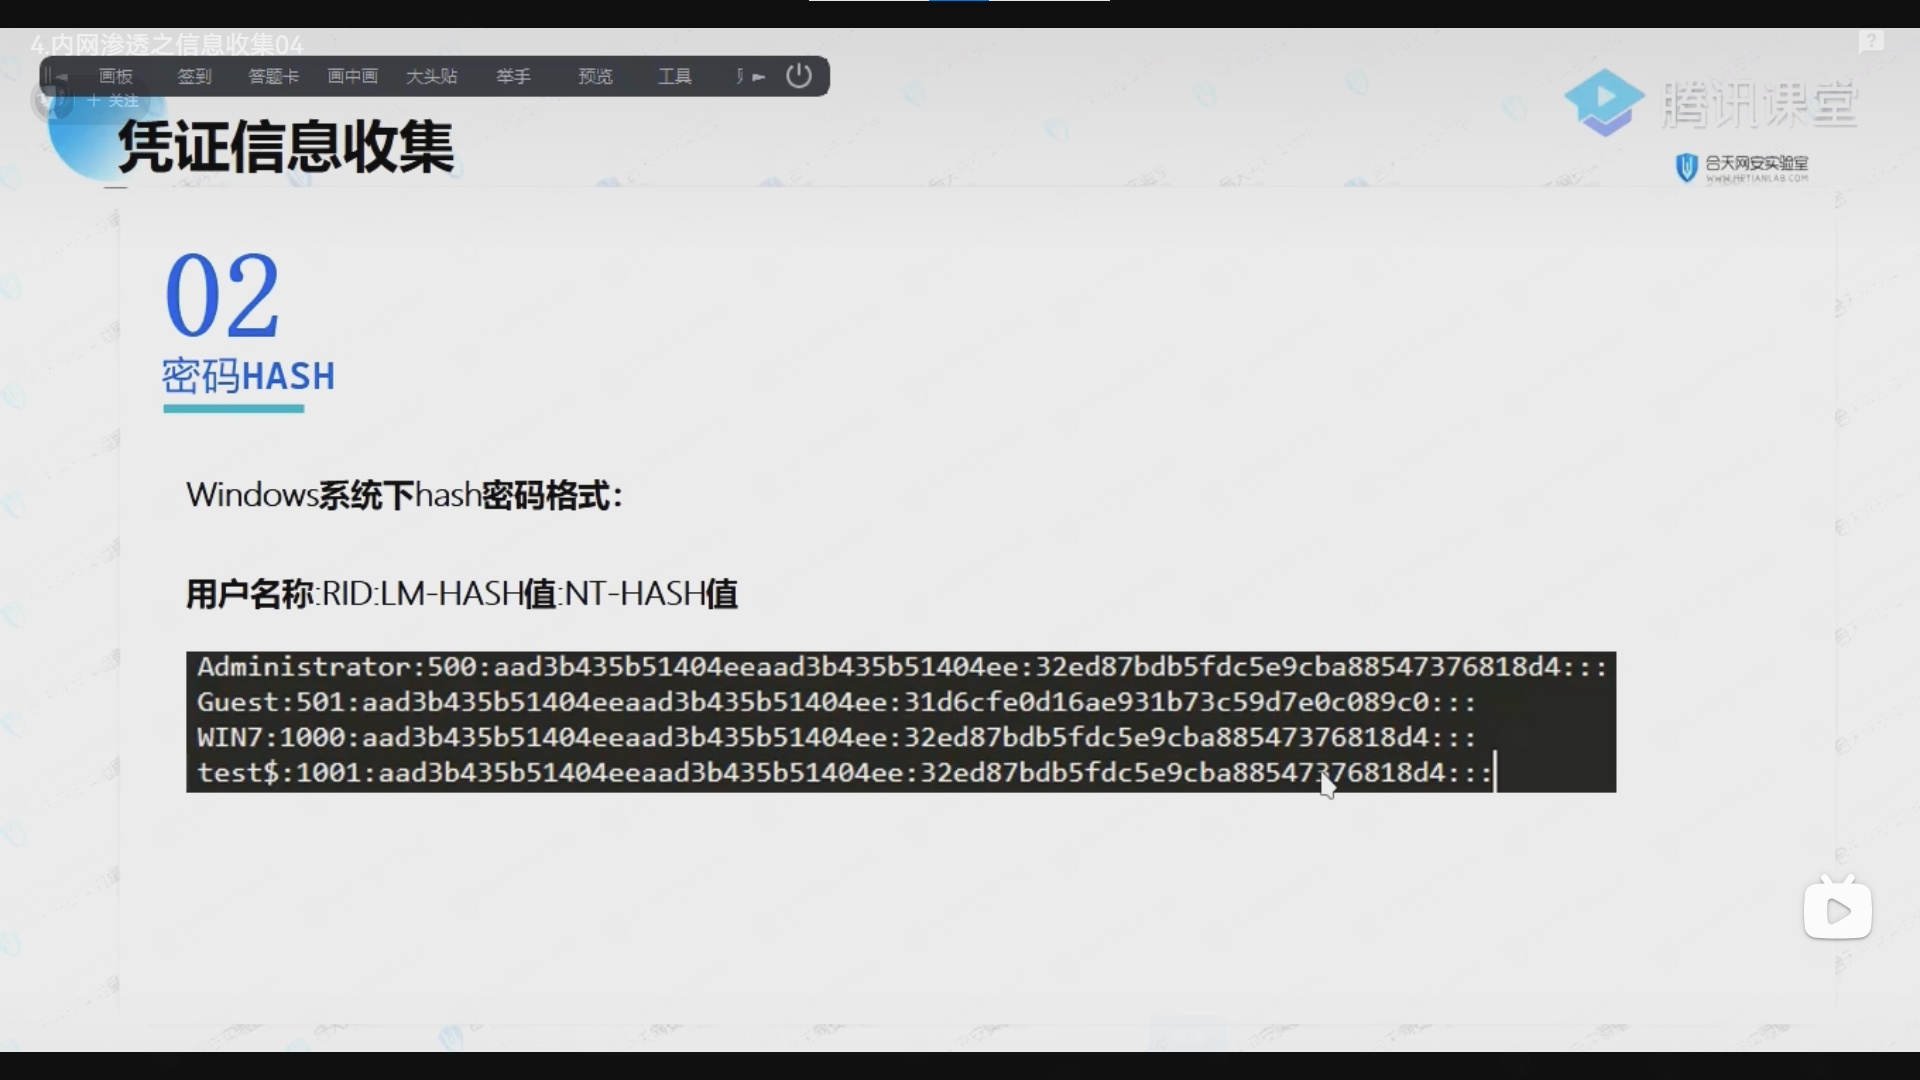 4.内网渗透之信息收集04
画板 签到 答题卡 画中画 大头贴 举手 预览 工具
+ 关注
腾讯课堂
凭证信息收集
合天网安实验室
WWW.HETIANLAB.COM
02
密码HASH
Windows系统下hash密码格式：
用户名称:RID:LM-HASH值:NT-HASH值
Administrator:500:aad3b435b51404eeaad3b435b51404ee:32ed87bdb5fdc5e9cba88547376818d4:::
Guest:501:aad3b435b51404eeaad3b435b51404ee:31d6cfe0d16ae931b73c59d7e0c089c0:::
WIN7:1000:aad3b435b51404eeaad3b435b51404ee:32ed87bdb5fdc5e9cba88547376818d4:::
test$:1001:aad3b435b51404eeaad3b435b51404ee:32ed87bdb5fdc5e9cba88547376818d4:::